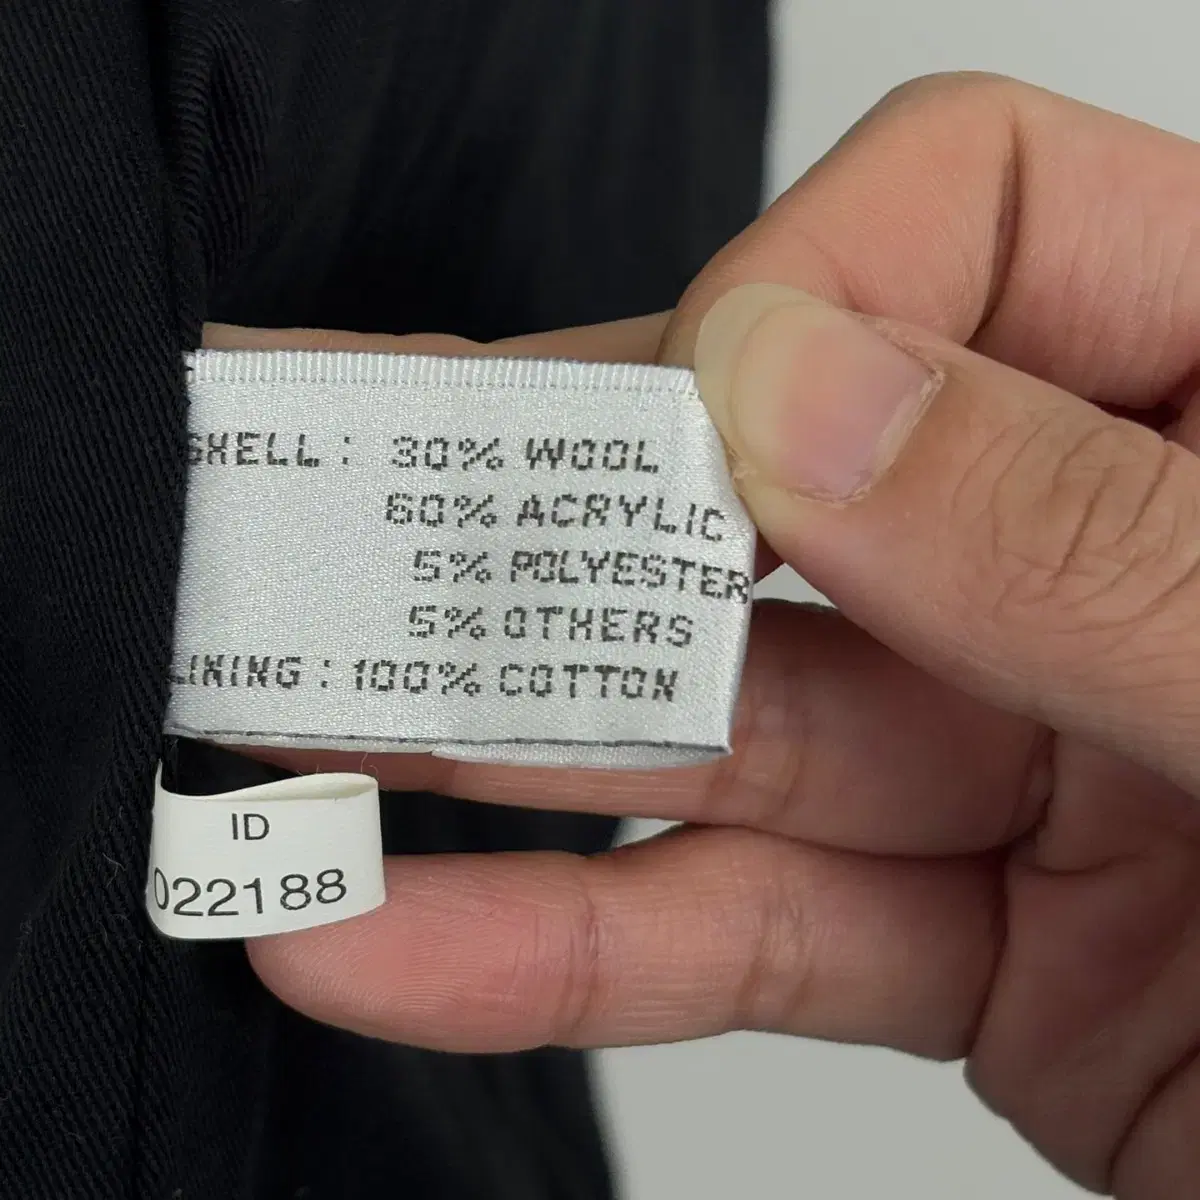 SHELL: 30% WOOL
60% ACRYLIC
5% POLYESTER
5% OTHERS
LINING: 100% COTTON
ID
022188